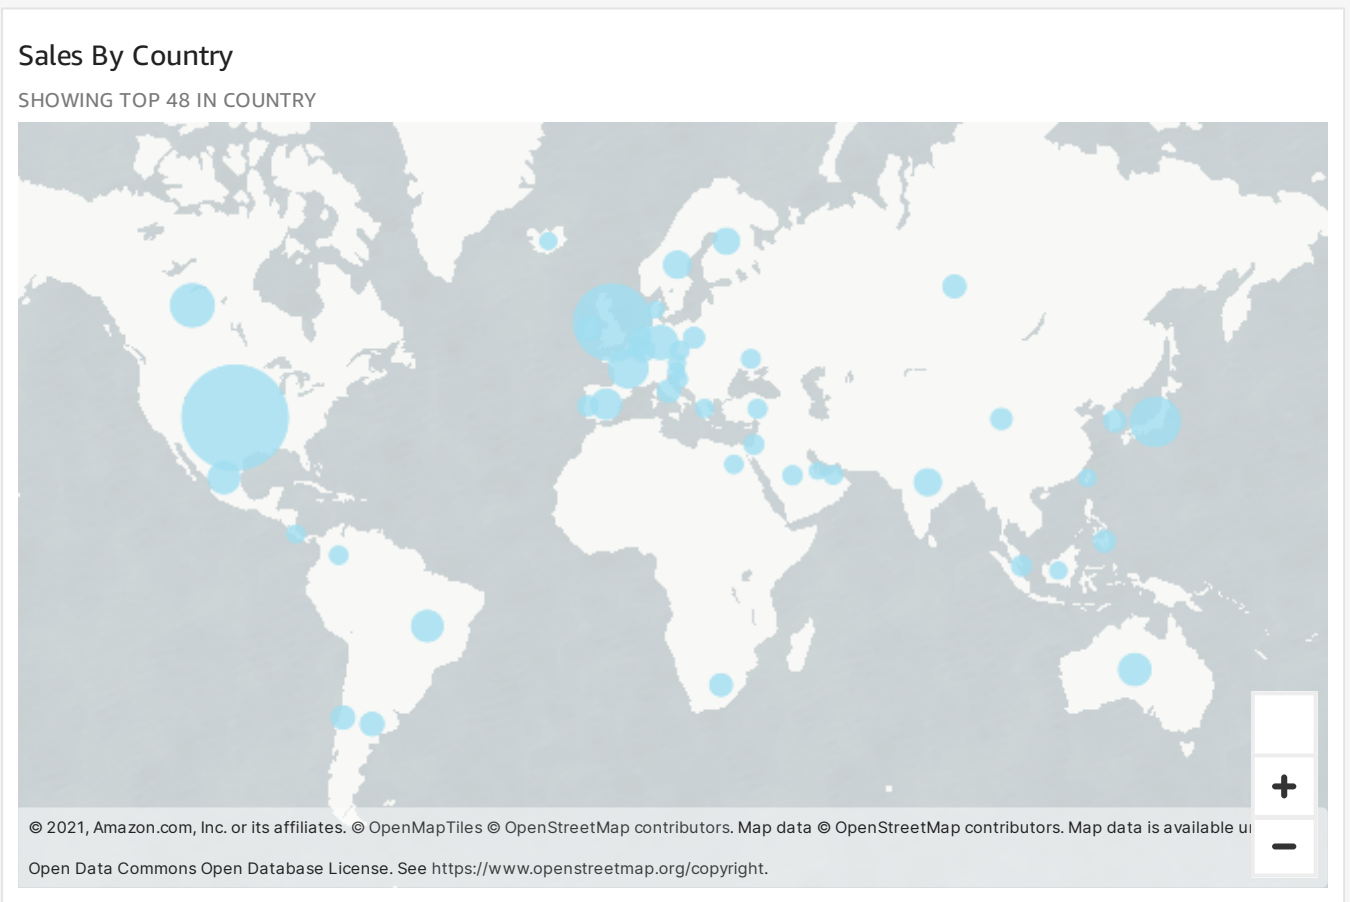 Sales By Country
SHOWING TOP 48 IN COUNTRY
© 2021, Amazon.com, Inc. or its affiliates. © OpenMapTiles © OpenStreetMap contributors. Map data © OpenStreetMap contributors. Map data is available
Open Data Commons Open Database License. See https://www.openstreetmap.org/copyright.